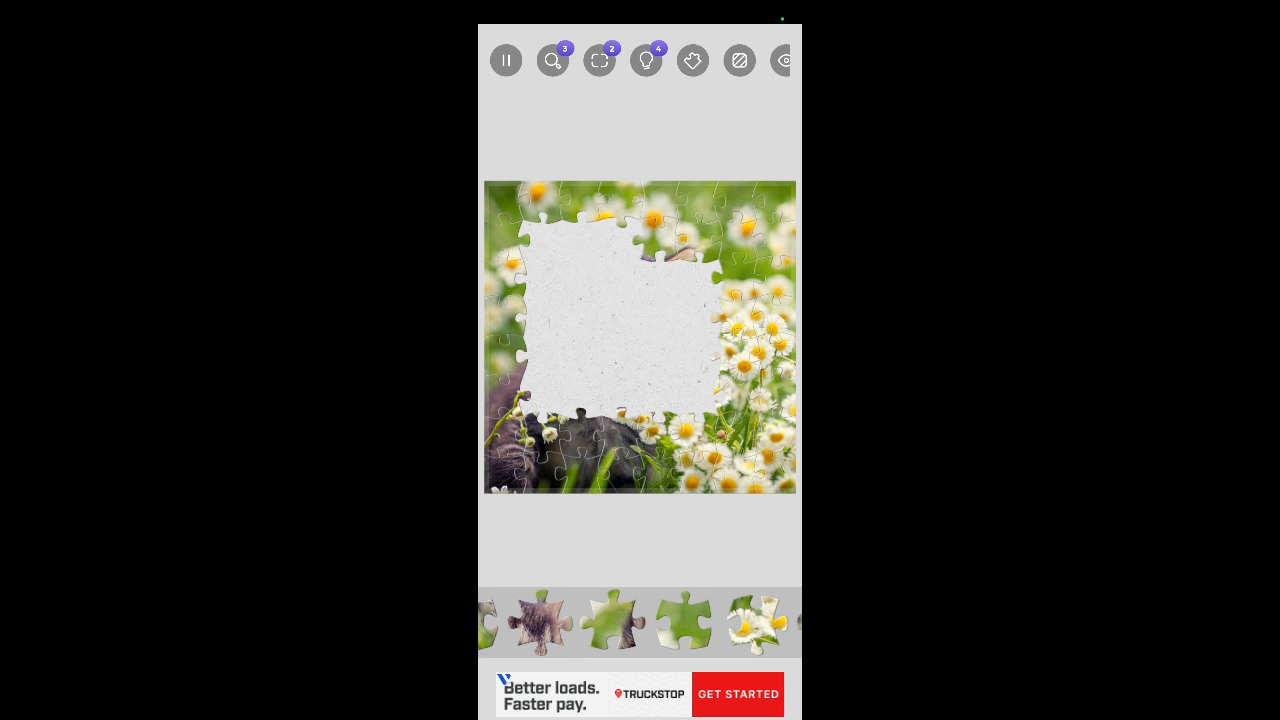 3
2
4
Better loads.
Faster pay.
TRUCKSTOP
GET STARTED